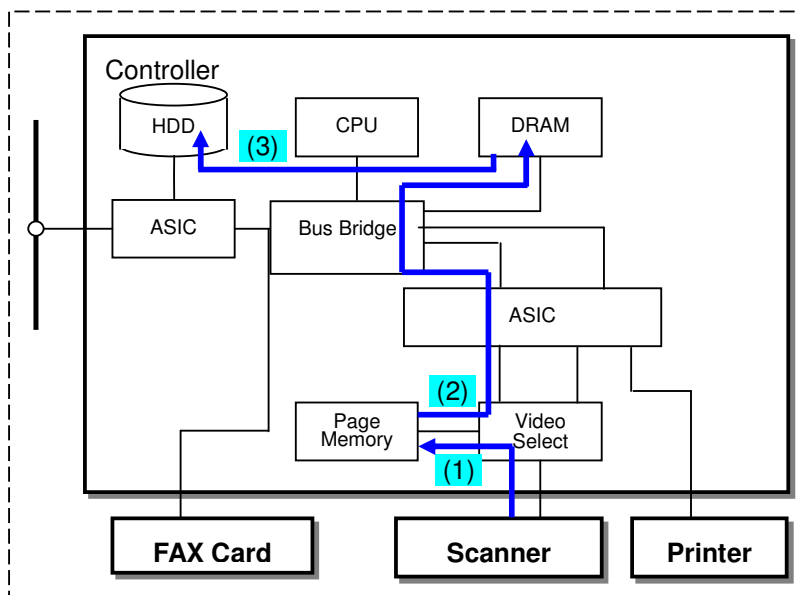 Controller
HDD
CPU
DRAM
(3)
ASIC
Bus Bridge
ASIC
(2)
Page
Memory
Video
Select
(1)
FAX Card
Scanner
Printer